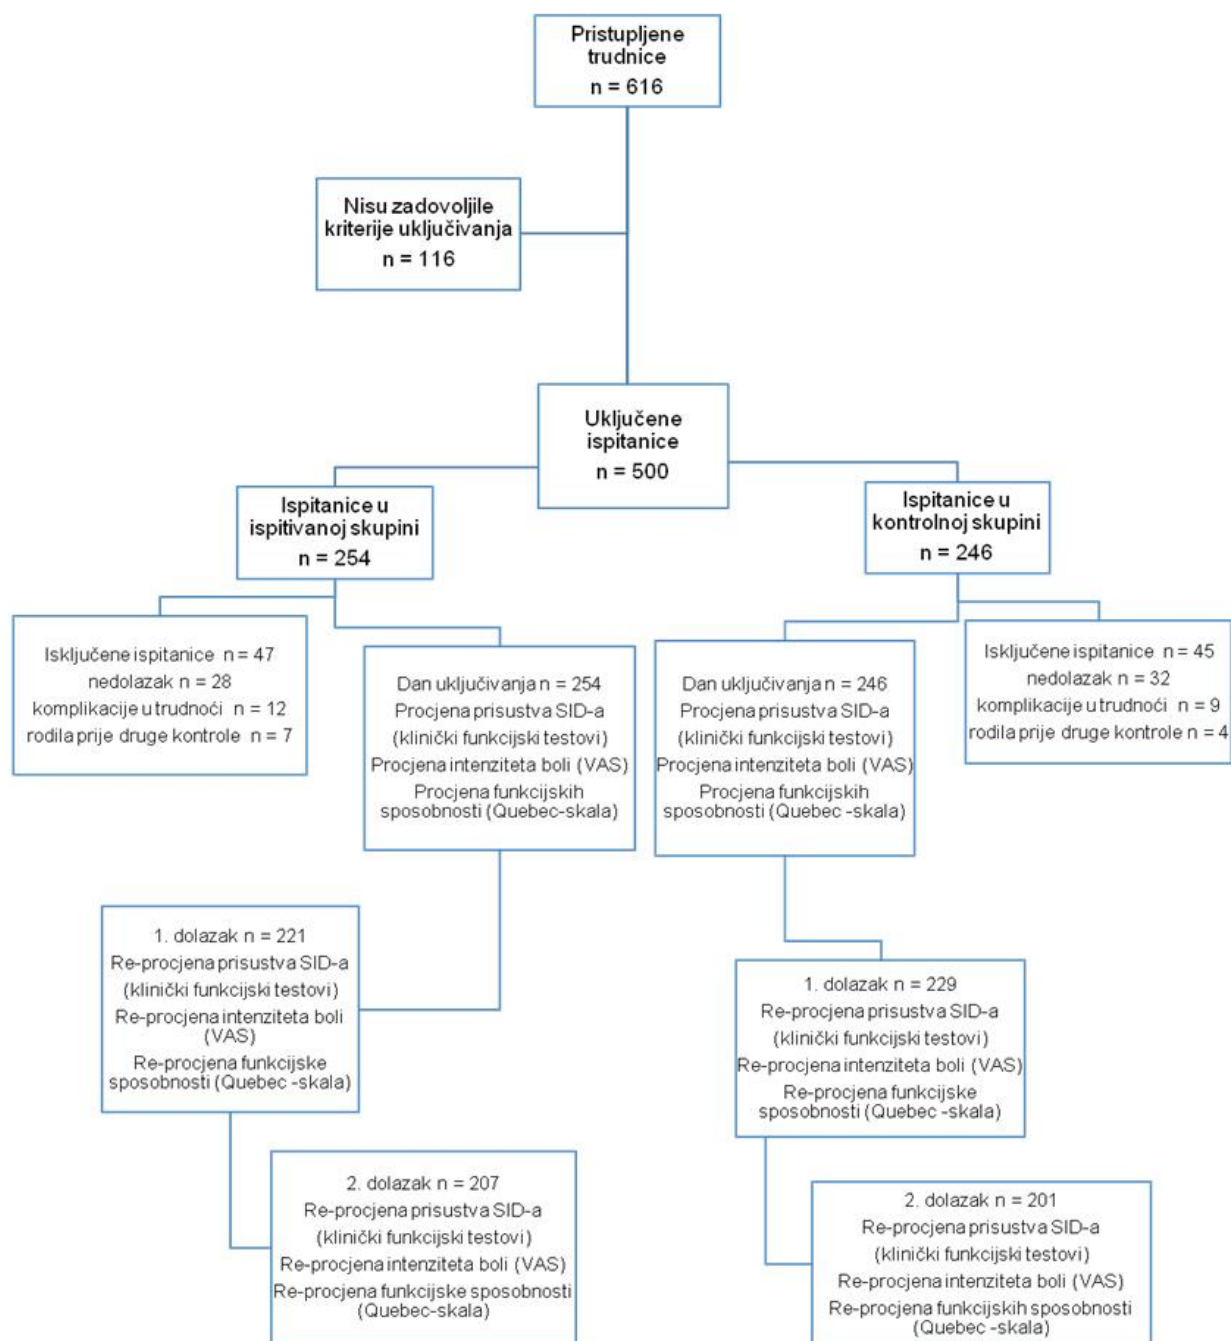 Pristupljene
trudnice
n = 616
Nisu zadovoljile
kriterije uključivanja
n = 116
Uključene
ispitanice
n = 500
Ispitanice u
ispitivanoj skupini
n = 254
Ispitanice u
kontrolnoj skupini
n = 246
Isključene ispitanice n = 47
nedolazak n = 28
komplikacije u trudnoći n = 12
rodila prije druge kontrole n = 7
Dan uključivanja n = 254
Procjena prisustva SID-a
(klinički funkcijski testovi)
Procjena intenziteta boli (VAS)
Procjena funkcijskih
sposobnosti (Quebec-skala)
Dan uključivanja n = 246
Procjena prisustva SID-a
(klinički funkcijski testovi)
Procjena intenziteta boli (VAS)
Procjena funkcijskih
sposobnosti (Quebec -skala)
Isključene ispitanice n = 45
nedolazak n = 32
komplikacije u trudnoći n = 9
rodila prije druge kontrole n = 4
1. dolazak n = 221
Re-procjena prisustva SID-a
(klinički funkcijski testovi)
Re-procjena intenziteta boli
(VAS)
Re-procjena funkcijske
sposobnosti (Quebec -skala)
1. dolazak n = 229
Re-procjena prisustva SID-a
(klinički funkcijski testovi)
Re-procjena intenziteta boli (VAS)
Re-procjena funkcijske
sposobnosti (Quebec -skala)
2. dolazak n = 207
Re-procjena prisustva SID-a
(klinički funkcijski testovi)
Re-procjena intenziteta boli (VAS)
Re-procjena funkcijske sposobnosti
(Quebec-skala)
2. dolazak n = 201
Re-procjena prisustva SID-a
(klinički funkcijski testovi)
Re-procjena intenziteta boli (VAS)
Re-procjena funkcijskih sposobnosti
(Quebec -skala)